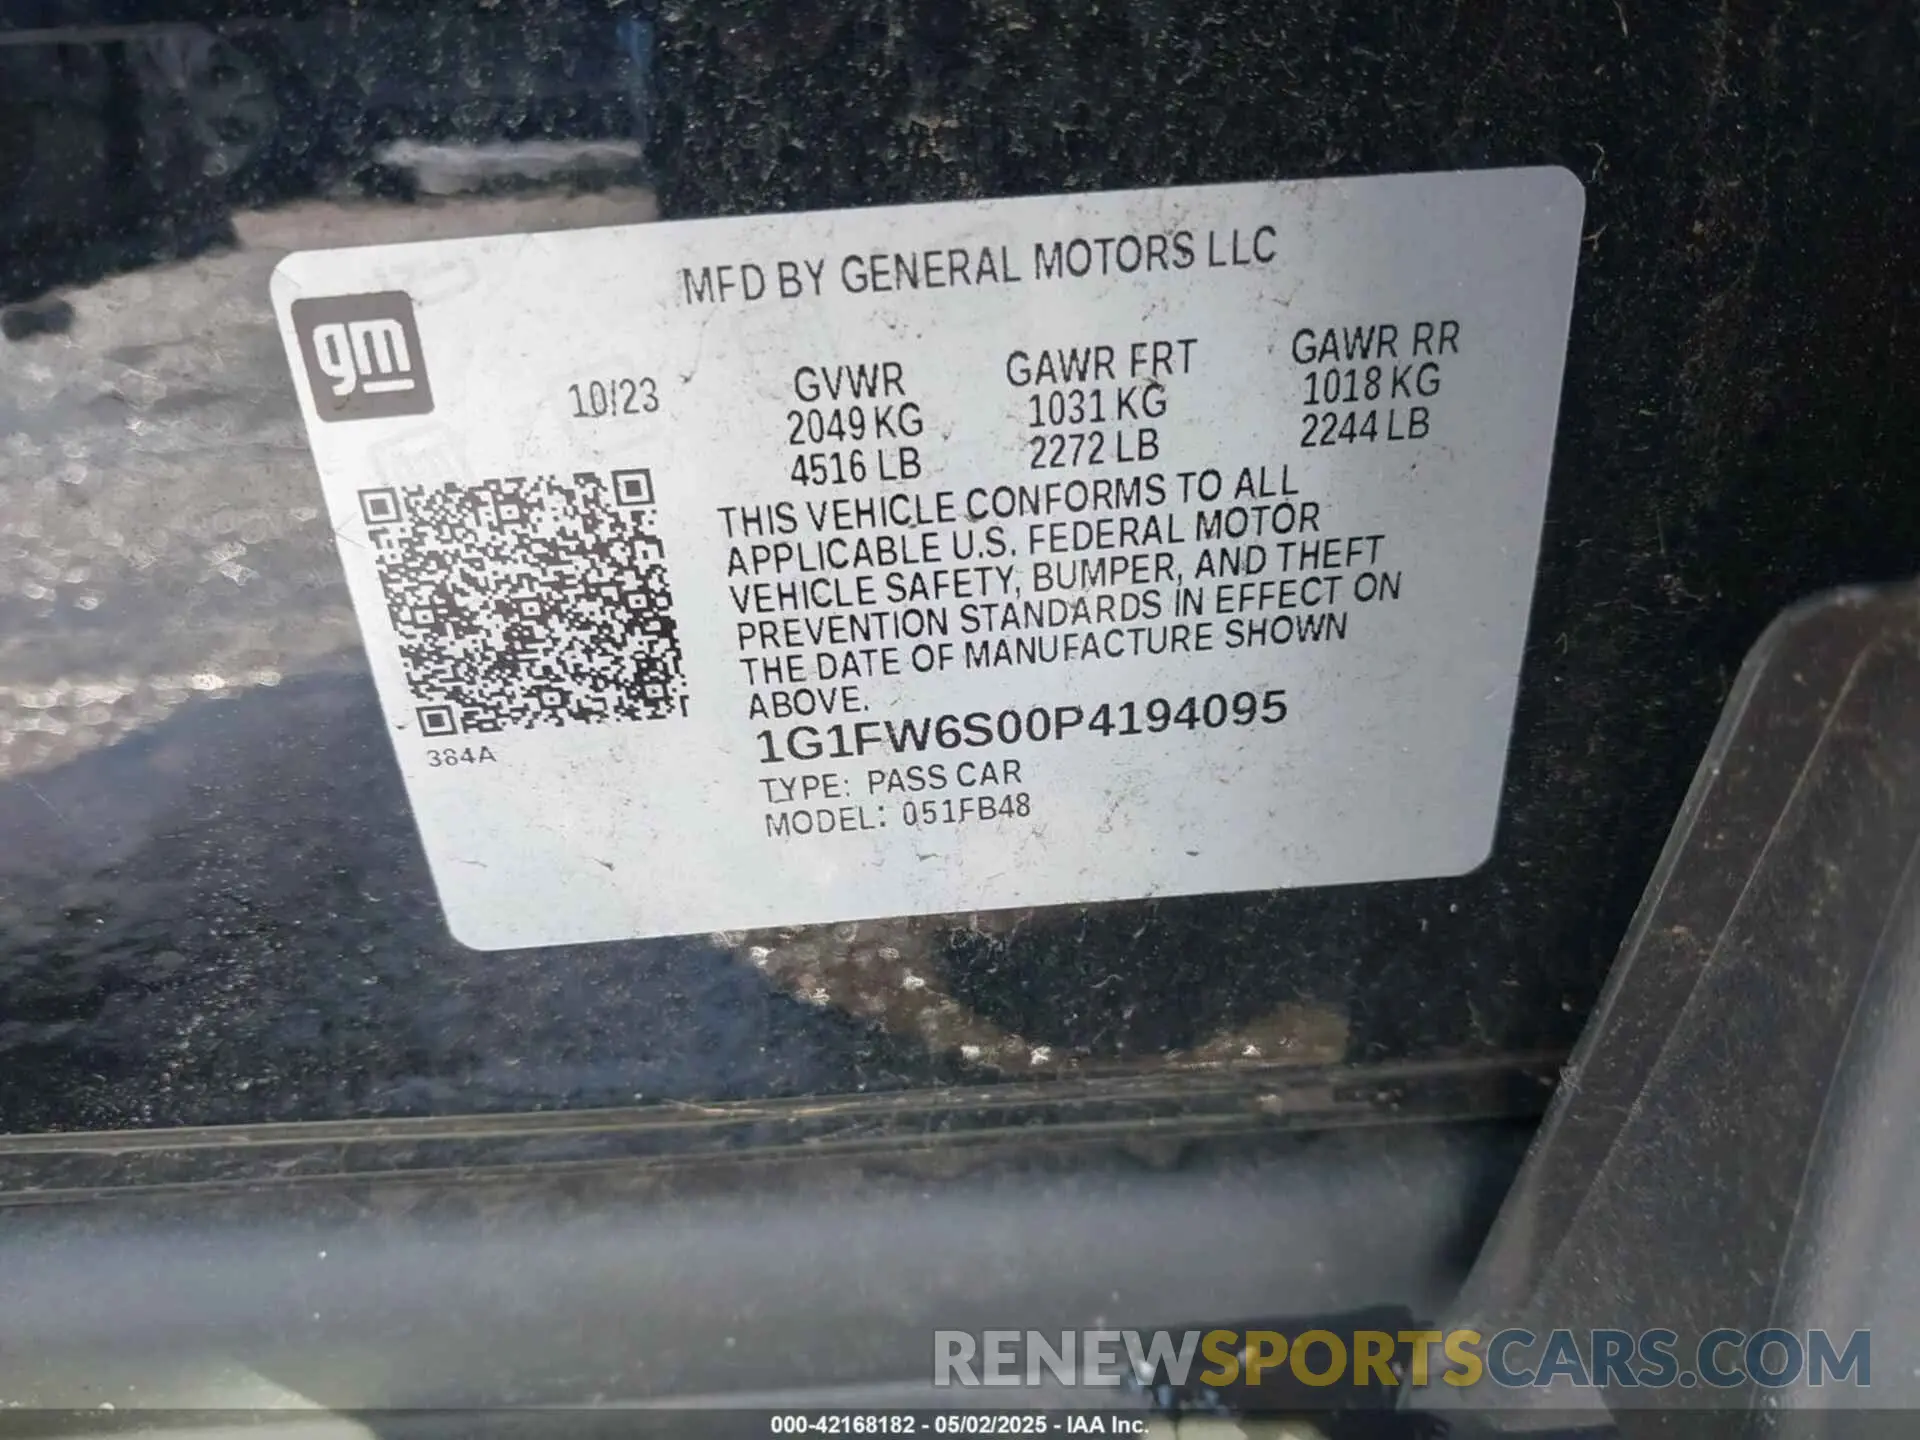 MFD BY GENERAL MOTORS LLC
gm
10/23
GVWR GAWR FRT GAWR RR
2049 KG 1031 KG 1018 KG
4516 LB 2272 LB 2244 LB
THIS VEHICLE CONFORMS TO ALL
APPLICABLE U.S. FEDERAL MOTOR
VEHICLE SAFETY, BUMPER, AND THEFT
PREVENTION STANDARDS IN EFFECT ON
THE DATE OF MANUFACTURE SHOWN
ABOVE.
1G1FW6S00P4194095
384A
TYPE: PASS CAR
MODEL: 051FB48
RENEWSPORTSCARS.COM
000-42168182 - 05/02/2025 - IAA Inc.